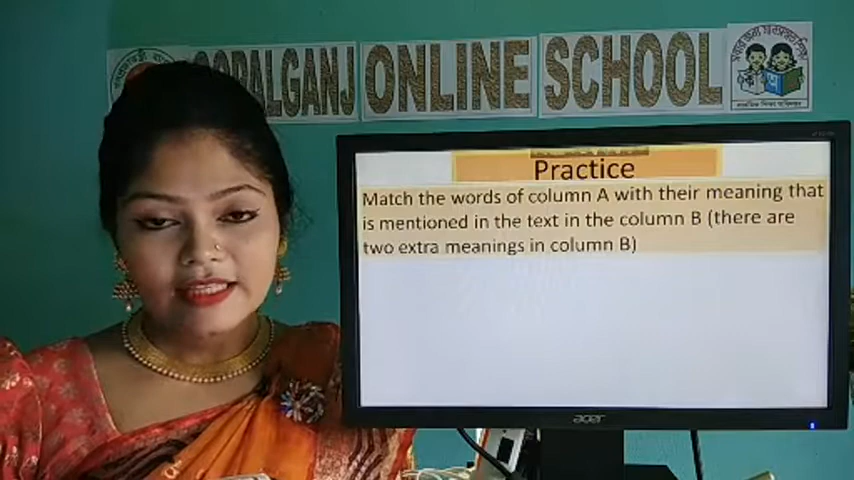 GOPALGANJ ONLINE SCHOOL
Practice
Match the words of column A with their meaning that
is mentioned in the text in the column B (there are
two extra meanings in column B)
acer